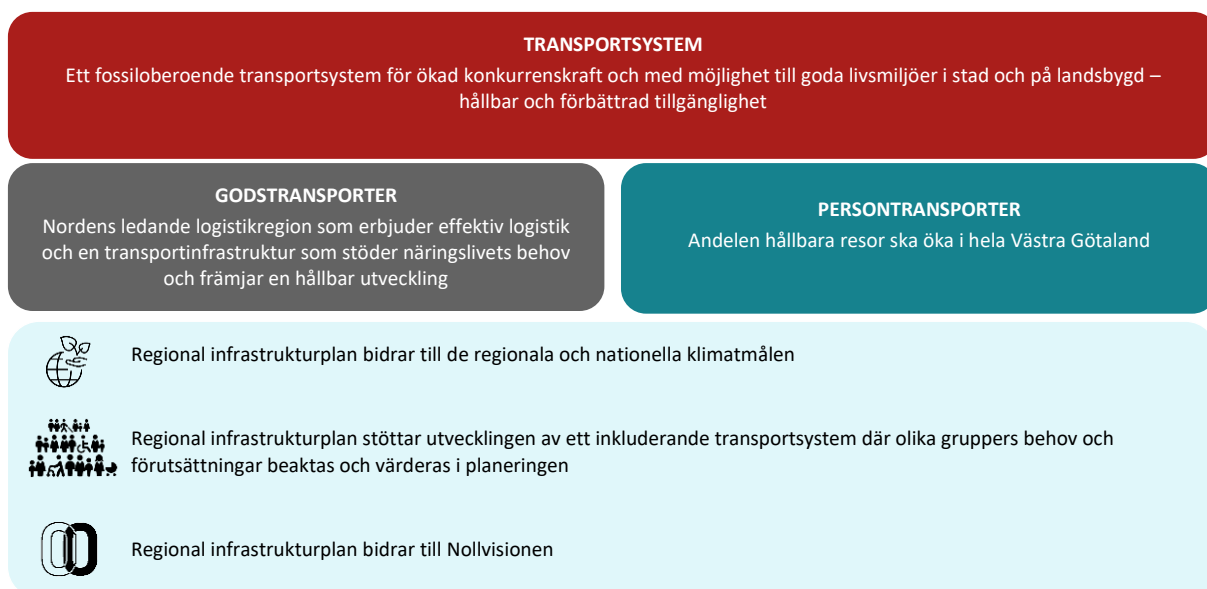 TRANSPORTSYSTEM
Ett fossiloberoende transportsystem för ökad konkurrenskraft och med möjlighet till goda livsmiljöer i stad och på landsbygd –
hållbar och förbättrad tillgänglighet
GODSTRANSPORTER
Nordens ledande logistikregion som erbjuder effektiv logistik
och en transportinfrastruktur som stöder näringslivets behov
och främjar en hållbar utveckling
PERSONTRANSPORTER
Andelen hållbara resor ska öka i hela Västra Götaland
Regional infrastrukturplan bidrar till de regionala och nationella klimatmålen
Regional infrastrukturplan stöttar utvecklingen av ett inkluderande transportsystem där olika gruppers behov och
förutsättningar beaktas och värderas i planeringen
Regional infrastrukturplan bidrar till Nollvisionen